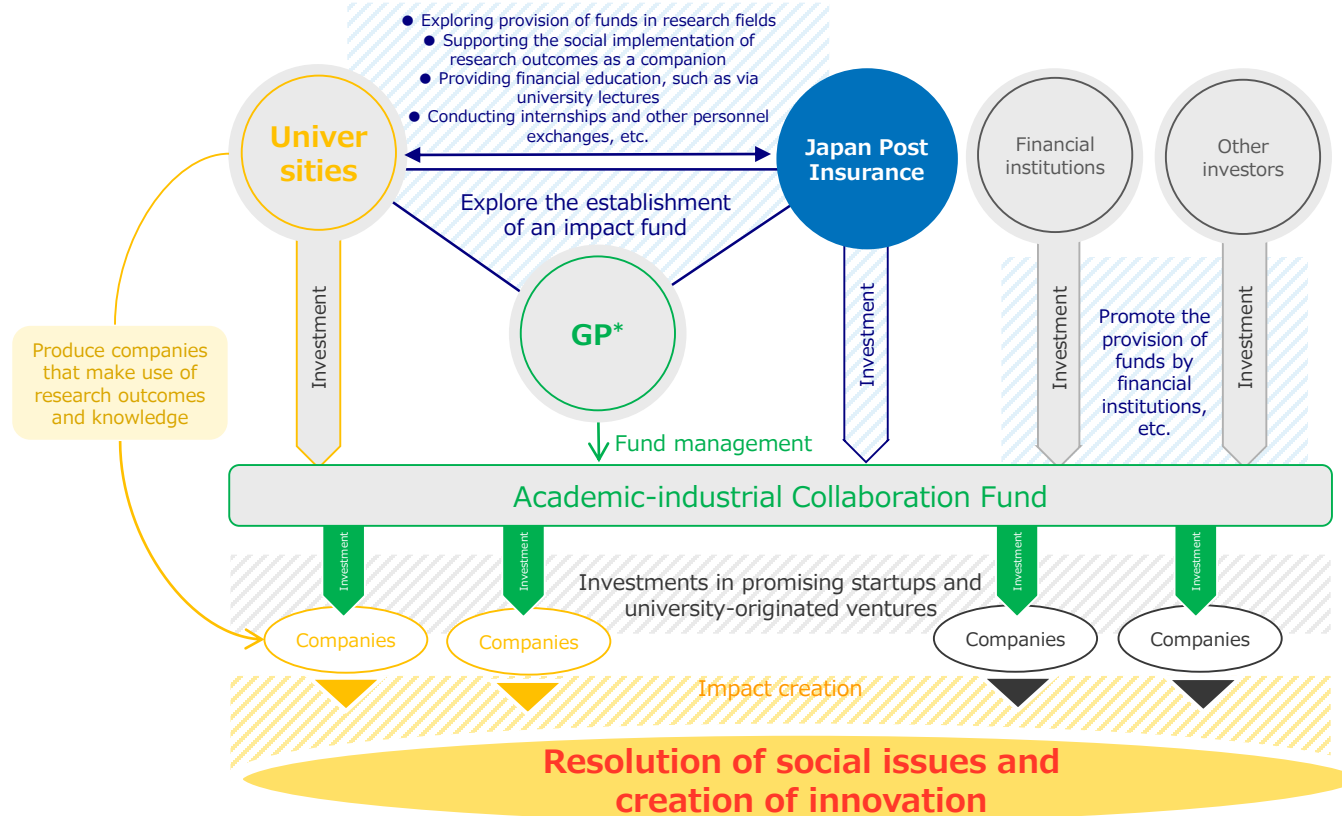 ● Exploring provision of funds in research fields
● Supporting the social implementation of
research outcomes as a companion
● Providing financial education, such as via
university lectures
● Conducting internships and other personnel
exchanges, etc.
Univer
sities
Japan Post
Insurance
Financial
institutions
Other
investors
Explore the establishment
of an impact fund
GP*
Investment
Investment
Investment
Investment
Promote the
provision of
funds by
financial
institutions,
etc.
Produce companies
that make use of
research outcomes
and knowledge
Fund management
Academic-industrial Collaboration Fund
Investment
Investment
Investment
Investment
Investments in promising startups and
university-originated ventures
Companies
Companies
Companies
Companies
Impact creation
Resolution of social issues and
creation of innovation